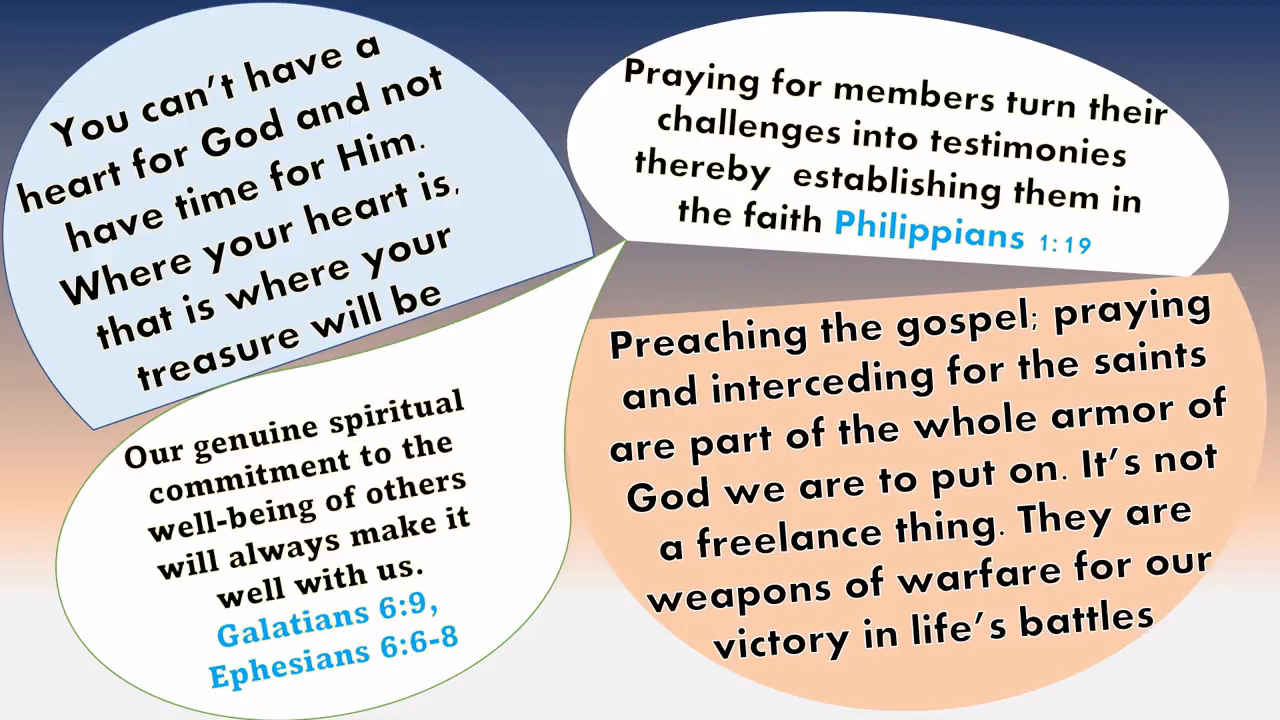 You can't have a
heart for God and not
have time for Him.
Where your heart is,
that is where your
treasure will be
Praying for members turn their
challenges into testimonies
thereby establishing them in
the faith Philippians 1:19
Our genuine spiritual
commitment to the
well-being of others
will always make it
well with us.
Galatians 6:9,
Ephesians 6:6-8
Preaching the gospel; praying
and interceding for the saints
are part of the whole armor of
God we are to put on. It's not
a freelance thing. They are
weapons of warfare for our
victory in life's battles